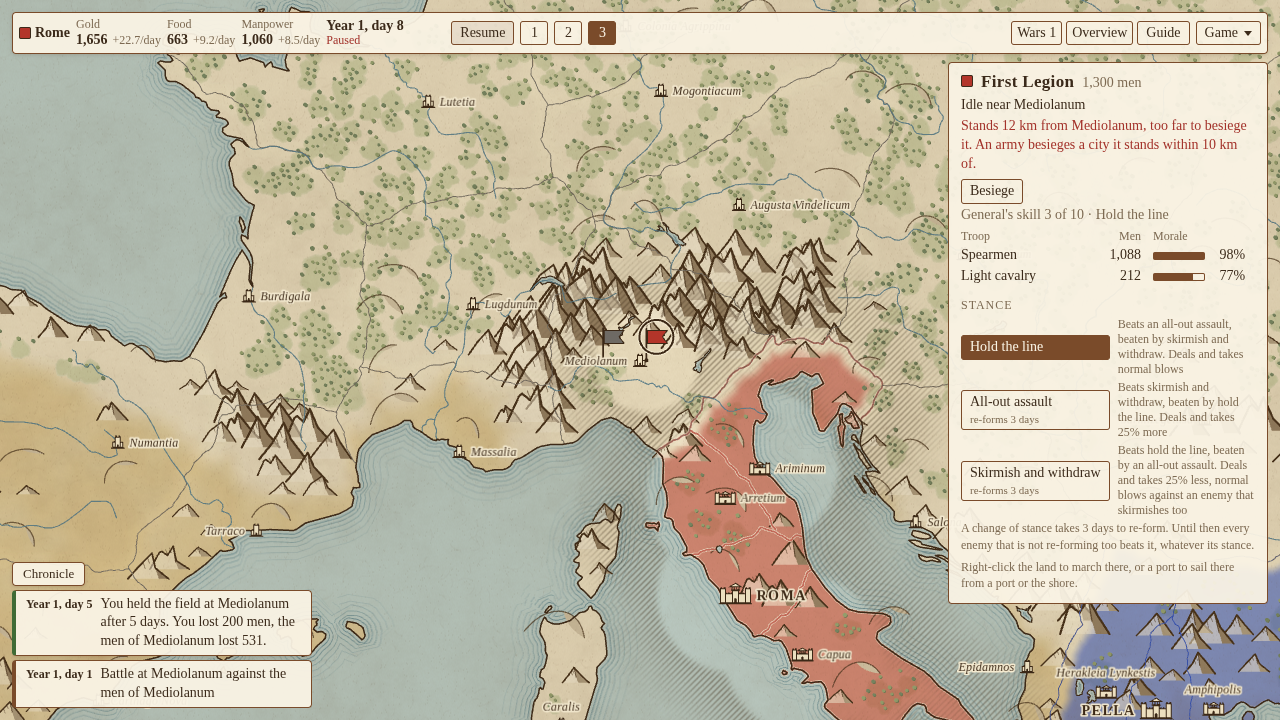 Rome
Gold
1,656 +22.7/day
Food
663 +9.2/day
Manpower
1,060 +8.5/day
Year 1, day 8
Paused
Resume
1
2
3
Wars 1
Overview
Guide
Game
First Legion 1,300 men
Idle near Mediolanum
Stands 12 km from Mediolanum, too far to besiege
it. An army besieges a city it stands within 10 km
of.
Besiege
General's skill 3 of 10 · Hold the line
Troop Men Morale
Spearmen 1,088 98%
Light cavalry 212 77%
STANCE
Hold the line
Beats an all-out assault,
beaten by skirmish and
withdraw. Deals and takes
normal blows
All-out assault
re-forms 3 days
Beats skirmish and
withdraw, beaten by hold
the line. Deals and takes
25% more
Skirmish and withdraw
re-forms 3 days
Beats hold the line, beaten
by an all-out assault. Deals
and takes 25% less, normal
blows against an enemy that
skirmishes too
A change of stance takes 3 days to re-form. Until then every
enemy that is not re-forming too beats it, whatever its stance.
Right-click the land to march there, or a port to sail there
from a port or the shore.
Lutetia
Mogontiacum
Augusta Vindelicum
Burdigala
Lugdunum
Mediolanum
Numantia
Massalia
Ariminum
Arretium
Tarraco
Salo
ROMA
Capua
Epidamnos
Herakleia Lynkestis
Amphipolis
PELLA
Caralis
Chronicle
Year 1, day 5 You held the field at Mediolanum
after 5 days. You lost 200 men, the
men of Mediolanum lost 531.
Year 1, day 1 Battle at Mediolanum against the
men of Mediolanum